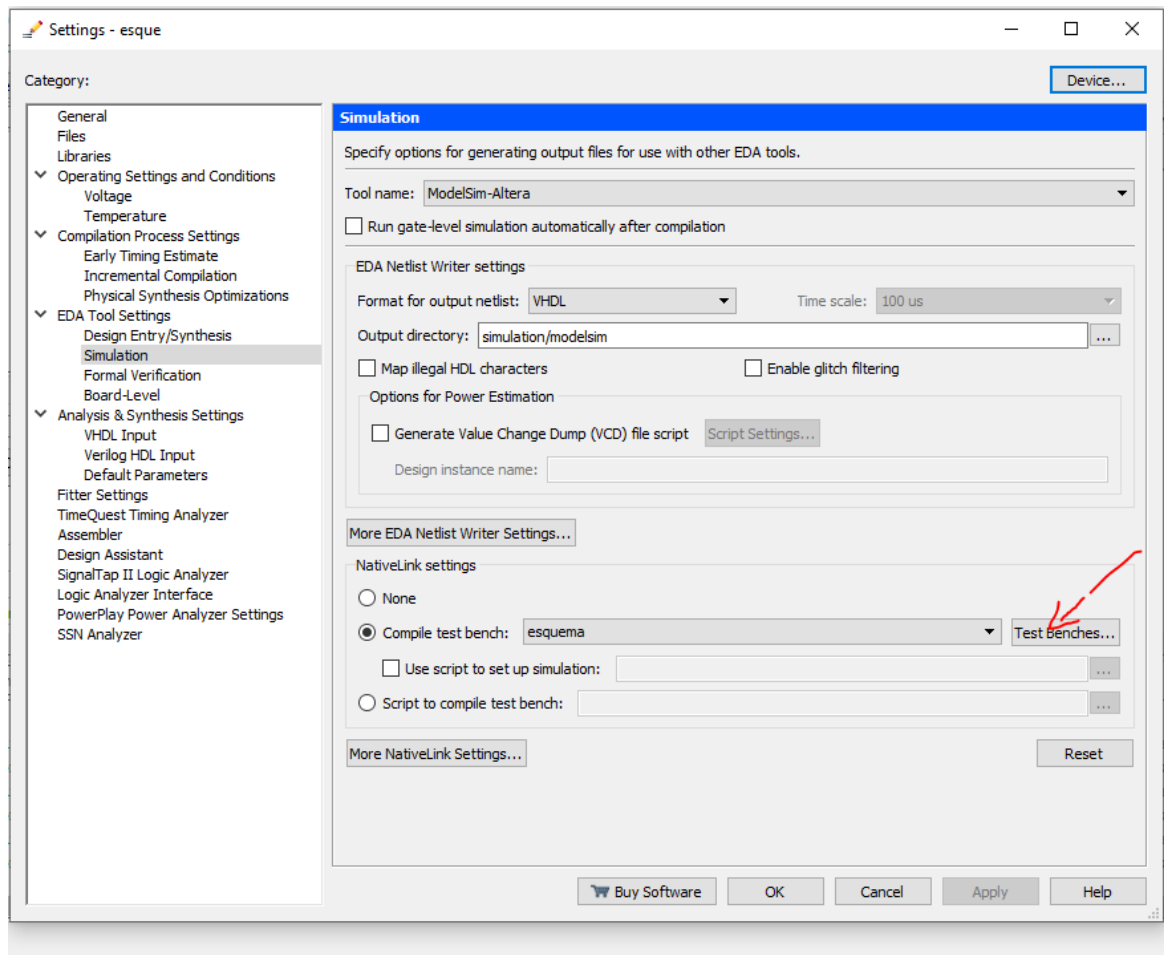 Settings - esque
Category:
Device...
General
Files
Libraries
Operating Settings and Conditions
Voltage
Temperature
Compilation Process Settings
Early Timing Estimate
Incremental Compilation
Physical Synthesis Optimizations
EDA Tool Settings
Design Entry/Synthesis
Simulation
Formal Verification
Board-Level
Analysis & Synthesis Settings
VHDL Input
Verilog HDL Input
Default Parameters
Fitter Settings
TimeQuest Timing Analyzer
Assembler
Design Assistant
SignalTap II Logic Analyzer
Logic Analyzer Interface
PowerPlay Power Analyzer Settings
SSN Analyzer
Simulation
Specify options for generating output files for use with other EDA tools.
Tool name: ModelSim-Altera
Run gate-level simulation automatically after compilation
EDA Netlist Writer settings
Format for output netlist: VHDL Time scale: 100 us
Output directory: simulation/modelsim ...
Map illegal HDL characters Enable glitch filtering
Options for Power Estimation
Generate Value Change Dump (VCD) file script Script Settings...
Design instance name:
More EDA Netlist Writer Settings...
NativeLink settings
None
Compile test bench: esquema Test Benches...
Use script to set up simulation: ...
Script to compile test bench: ...
More NativeLink Settings... Reset
Buy Software OK Cancel Apply Help